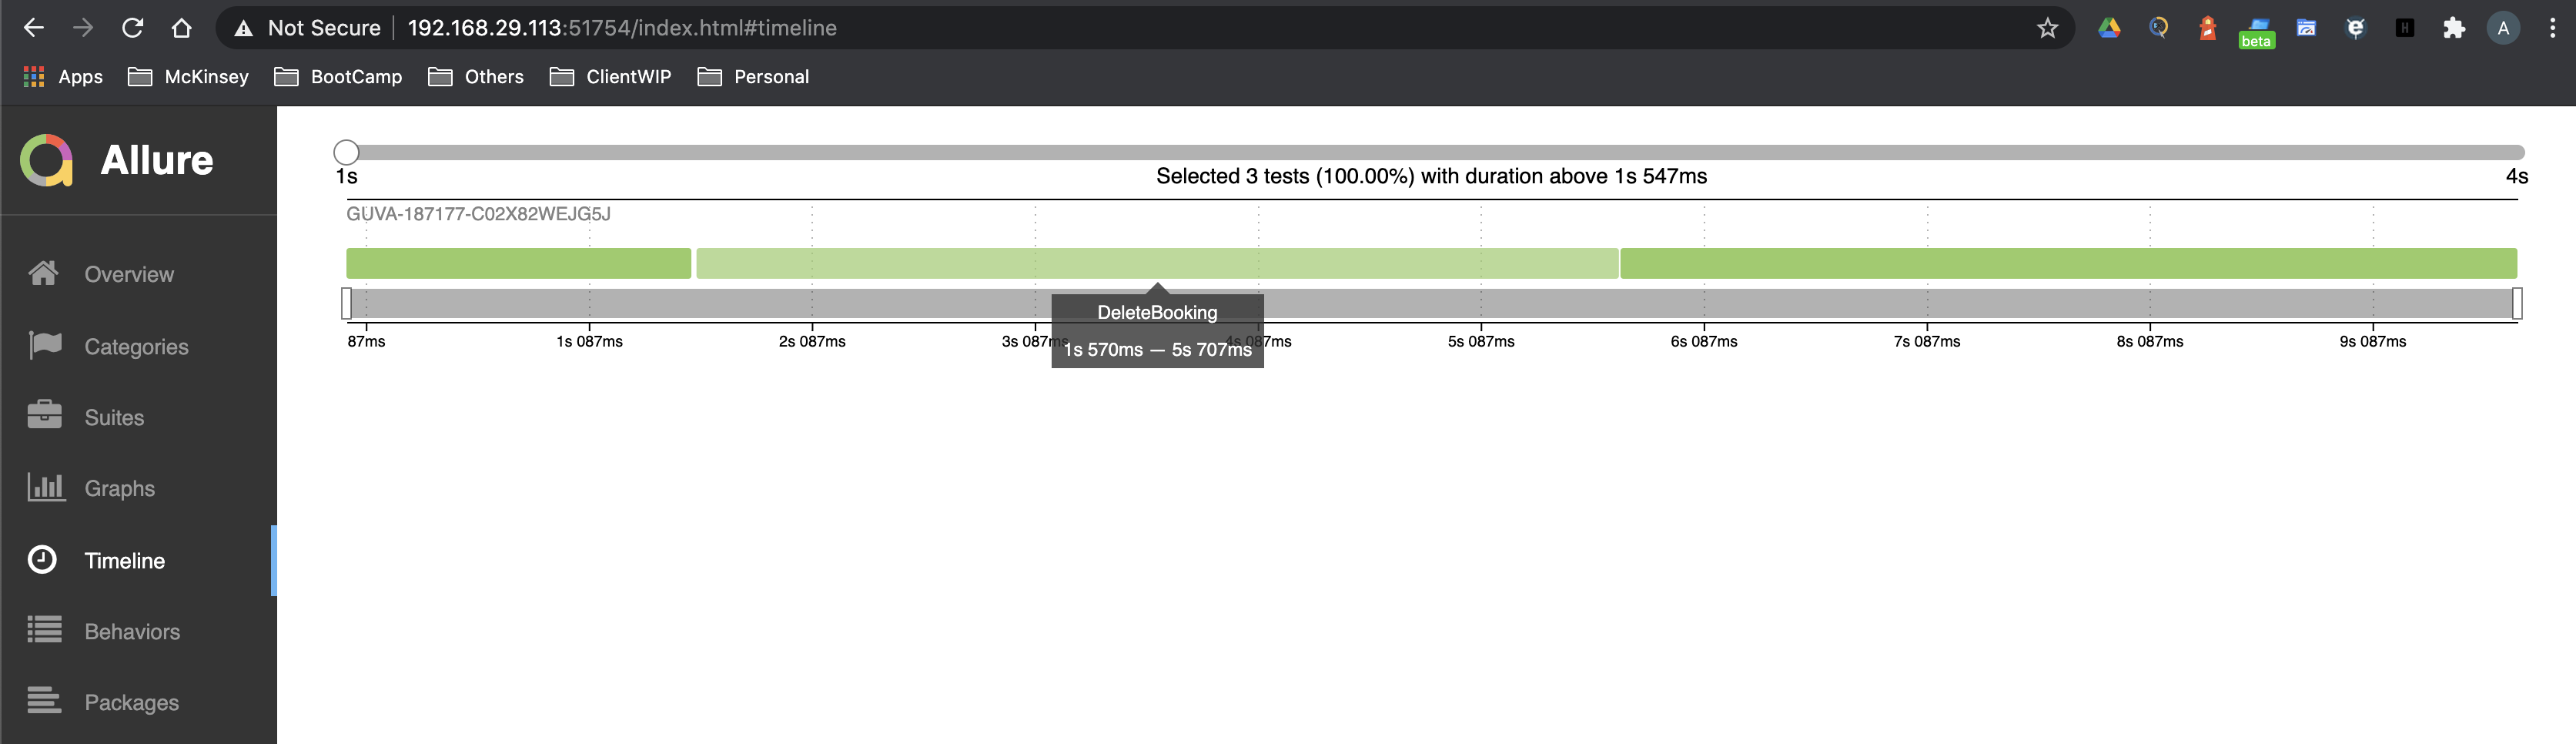 Not Secure 192.168.29.113:51754/index.html#timeline
beta
A
Apps McKinsey BootCamp Others ClientWIP Personal
Allure
Overview
Categories
Suites
Graphs
Timeline
Behaviors
Packages
1s Selected 3 tests (100.00%) with duration above 1s 547ms 4s
GUVA-187177-C02X82WEJG5J
DeleteBooking
1s 570ms — 5s 707ms
87ms 1s 087ms 2s 087ms 3s 087ms 4s 087ms 5s 087ms 6s 087ms 7s 087ms 8s 087ms 9s 087ms